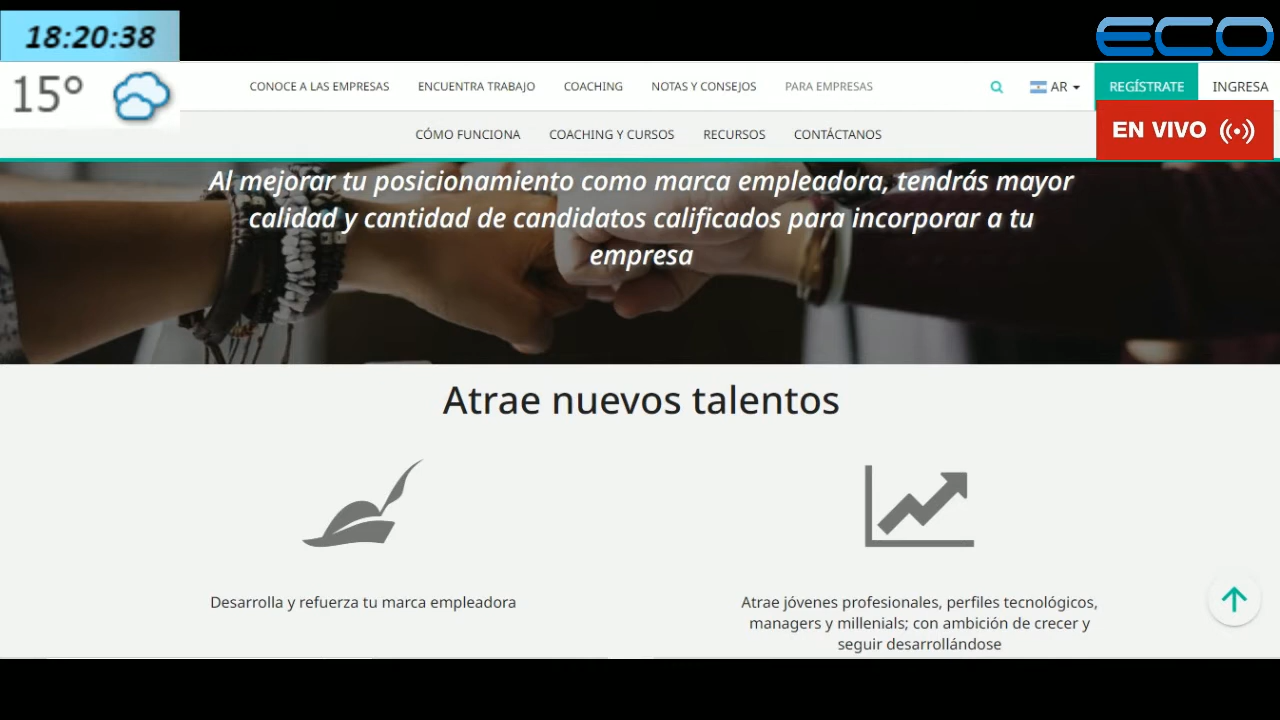 18:20:38
ECO
15°
CONOCE A LAS EMPRESAS ENCUENTRA TRABAJO COACHING NOTAS Y CONSEJOS PARA EMPRESAS AR REGÍSTRATE INGRESA
CÓMO FUNCIONA COACHING Y CURSOS RECURSOS CONTÁCTANOS
EN VIVO
Al mejorar tu posicionamiento como marca empleadora, tendrás mayor
calidad y cantidad de candidatos calificados para incorporar a tu
empresa
Atrae nuevos talentos
Desarrolla y refuerza tu marca empleadora
Atrae jóvenes profesionales, perfiles tecnológicos,
managers y millenials; con ambición de crecer y
seguir desarrollándose